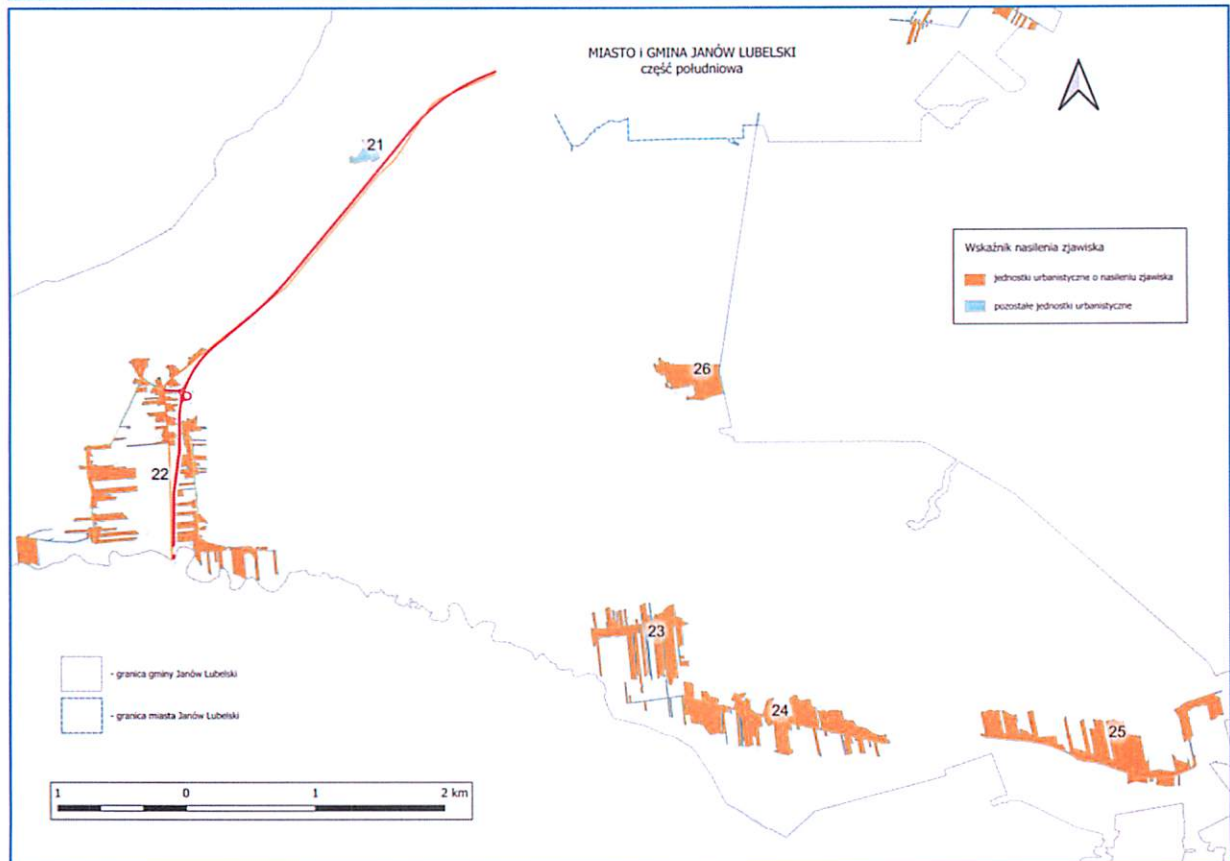 MIASTO i GMINA JANÓW LUBELSKI
część południowa
21
Wskaźnik nasilenia zjawiska
jednostki urbanistyczne o nasileniu zjawiska
pozostałe jednostki urbanistyczne
26
22
23
24
25
- granica gminy Janów Lubelski
- granica miasta Janów Lubelski
1 0 1 2 km